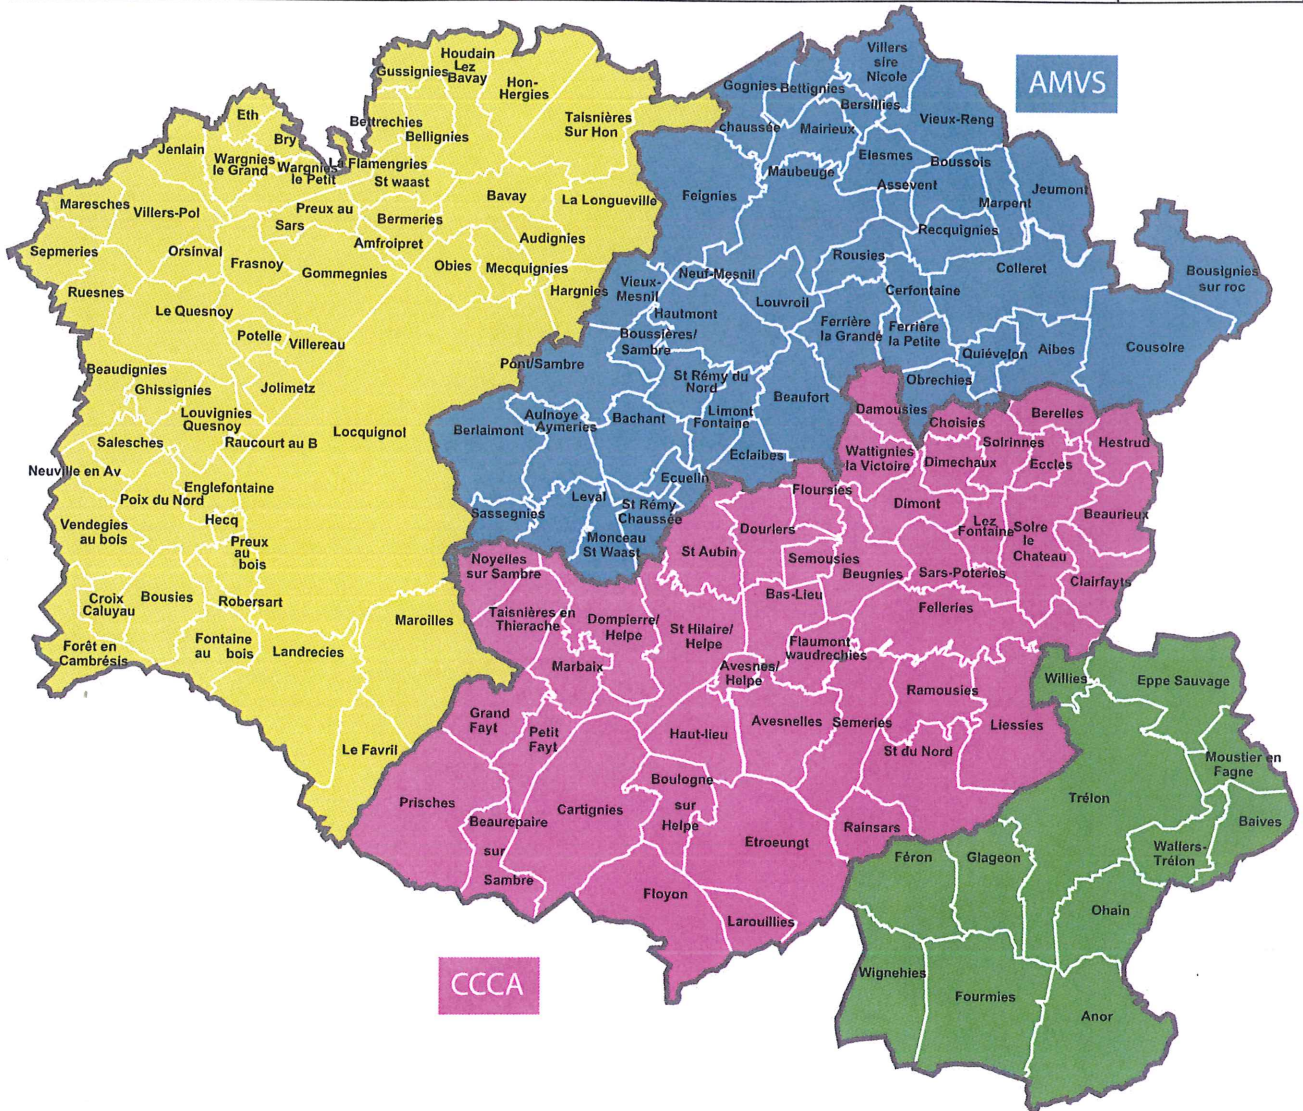 AMVS
Villers
sire
Nicole
Gognies
chaussée
Bettignies
Bersillies
Mairieux
Vieux-Reng
Elesmes
Boussois
Maubeuge
Assevent
Jeumont
Marpent
Feignies
Recquignies
Rousies
Colleret
Bousignies
sur roc
Neuf-Mesnil
Vieux-
Mesnil
Hautmont
Louvroil
Cerfontaine
Boussières/
Sambre
Ferrière
la Grande
Ferrière
la Petite
Quiévelon
Aibes
Cousolre
Obrechies
Pont/Sambre
St Rémy du
Nord
Beaufort
Limont
Fontaine
Bachant
Aulnoye
Aymeries
Berlaimont
Eclaibes
Ecuelin
Leval
St Rémy
Chaussée
Sassegnies
Monceau
St Waast
Houdain
Lez
Bavay
Gussignies
Hon-
Hergies
Taisnières
Sur Hon
Eth
Bry
Bettrechies
Bellignies
Jenlain
Wargnies
le Grand
Wargnies
le Petit
La Flamengries
St waast
Bavay
La Longueville
Maresches
Villers-Pol
Preux au
Sars
Bermeries
Amfroipret
Audignies
Sepmeries
Orsinval
Frasnoy
Gommegnies
Obies
Mecquignies
Hargnies
Ruesnes
Le Quesnoy
Potelle
Villereau
Beaudignies
Ghissignies
Jolimetz
Louvignies
Quesnoy
Salesches
Raucourt au B
Locquignol
Neuville en Av
Englefontaine
Poix du Nord
Hecq
Vendegies
au bois
Preux
au
bois
Croix
Caluyau
Bousies
Robersart
Maroilles
Forêt en
Cambrésis
Fontaine
au bois
Landrecies
Le Favril
Damousies
Choisies
Berelles
Hestrud
Wattignies
la Victoire
Solrinnes
Dimechaux
Eccles
Floursies
Dimont
Beaurieux
Dourlers
Lez
Fontaine
Solre
le
Chateau
St Aubin
Semousies
Beugnies
Sars-Poteries
Clairfayts
Noyelles
sur Sambre
Bas-Lieu
Felleries
Taisnières en
Thierache
Dompierre/
Helpe
St Hilaire/
Helpe
Flaumont
waudrechies
Marbaix
Avesnes/
Helpe
Ramousies
Grand
Fayt
Petit
Fayt
Haut-lieu
Avesnelles
Semeries
Liessies
St du Nord
Prisches
Boulogne
sur
Helpe
Cartignies
Beaurepaire
sur
Sambre
Etroeungt
Rainsars
Floyon
Larouillies
CCCA
Willies
Eppe Sauvage
Moustier en
Fagne
Trélon
Baives
Wallers-
Trélon
Féron
Glageon
Ohain
Wignehies
Fourmies
Anor